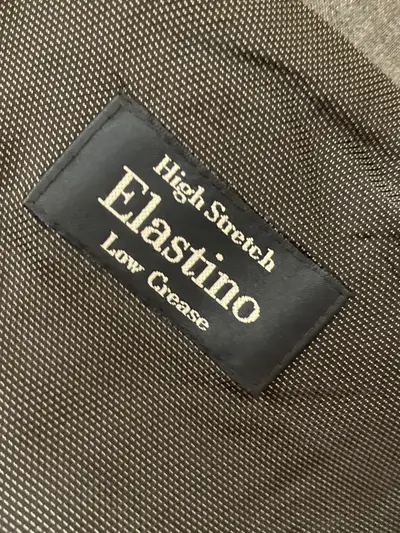 High Stretch
Elastino
Low Crease